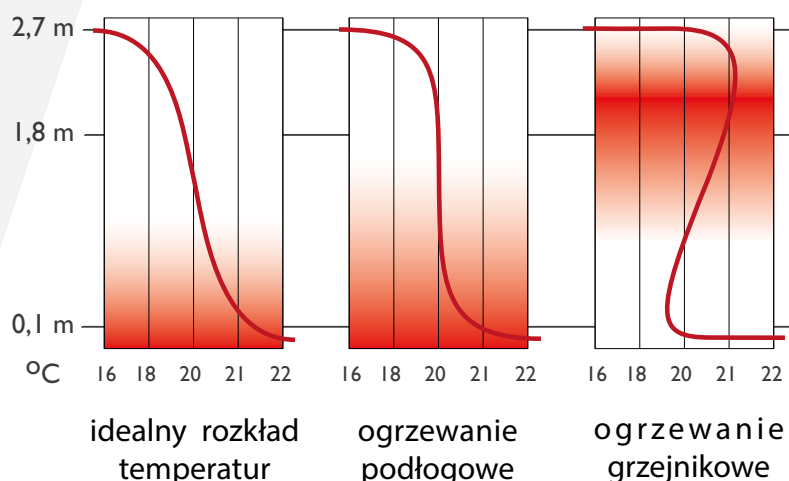 2,7 m
1,8 m
0,1 m
°C 16 18 20 21 22 16 18 20 21 22 16 18 20 21 22
idealny rozkład
temperatur
ogrzewanie
podłogowe
ogrzewanie
grzejnikowe